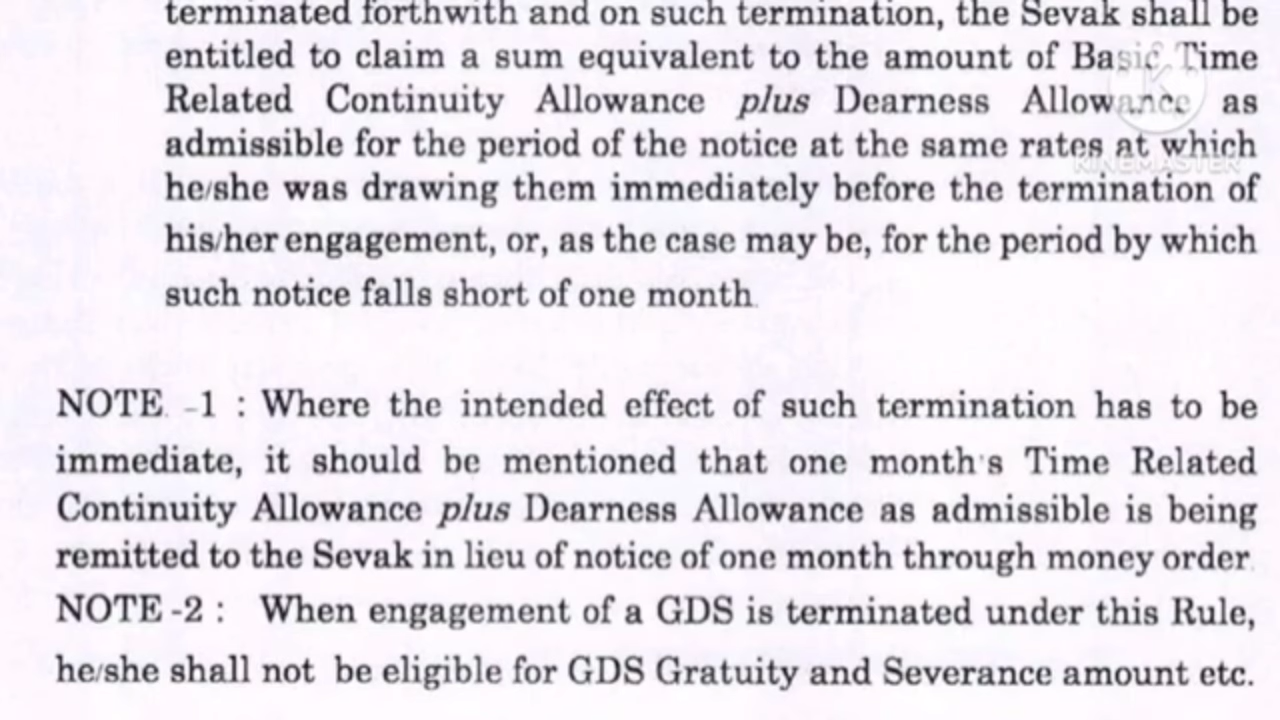 terminated forthwith and on such termination, the Sevak shall be
entitled to claim a sum equivalent to the amount of Basic Time
Related Continuity Allowance plus Dearness Allowance as
admissible for the period of the notice at the same rates at which
he/she was drawing them immediately before the termination of
his/her engagement, or, as the case may be, for the period by which
such notice falls short of one month.
NOTE -1 : Where the intended effect of such termination has to be
immediate, it should be mentioned that one month's Time Related
Continuity Allowance plus Dearness Allowance as admissible is being
remitted to the Sevak in lieu of notice of one month through money order.
NOTE -2 : When engagement of a GDS is terminated under this Rule,
he/she shall not be eligible for GDS Gratuity and Severance amount etc.
K
KINEMASTER